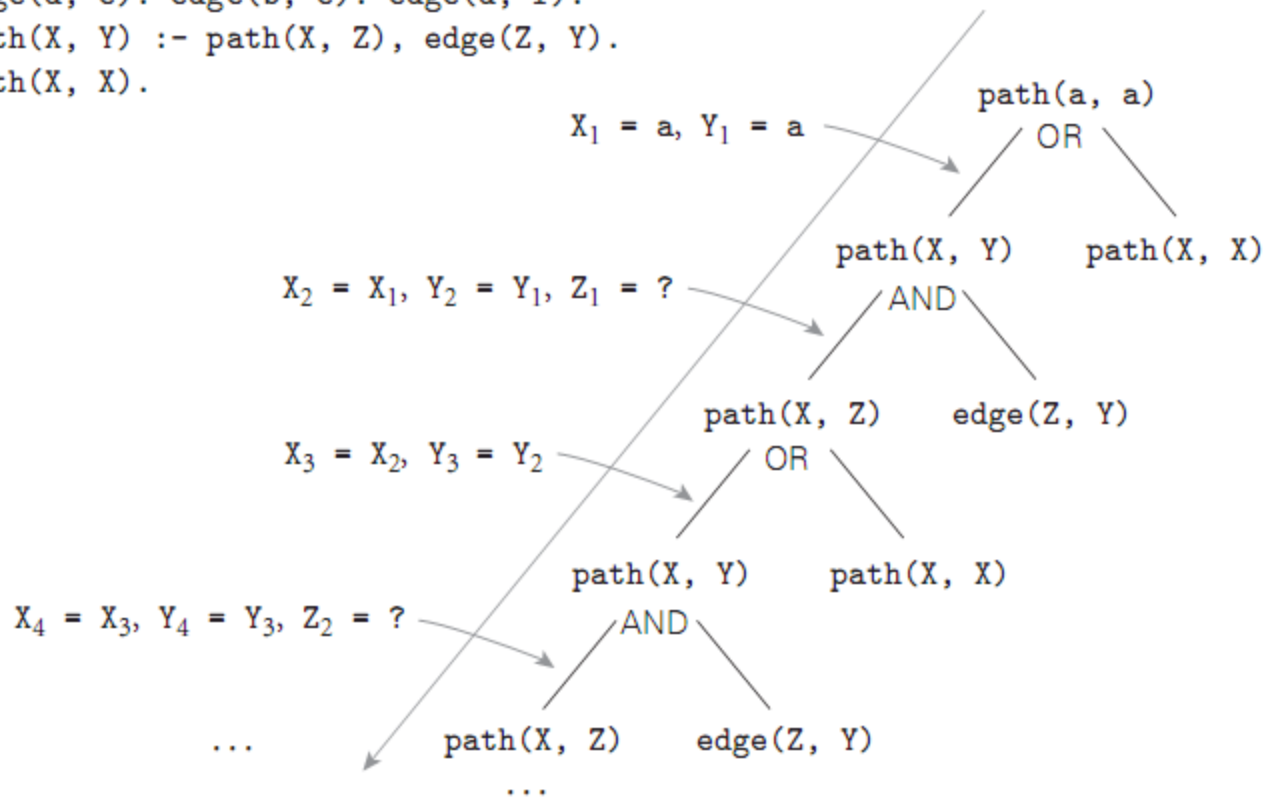 th(X, Y) :- path(X, Z), edge(Z, Y).
th(X, X).
path(a, a)
X₁ = a, Y₁ = a
OR
path(X, Y) path(X, X)
X₂ = X₁, Y₂ = Y₁, Z₁ = ?
AND
path(X, Z) edge(Z, Y)
X₃ = X₂, Y₃ = Y₂
OR
path(X, Y) path(X, X)
X₄ = X₃, Y₄ = Y₃, Z₂ = ?
AND
path(X, Z) edge(Z, Y)
...
...